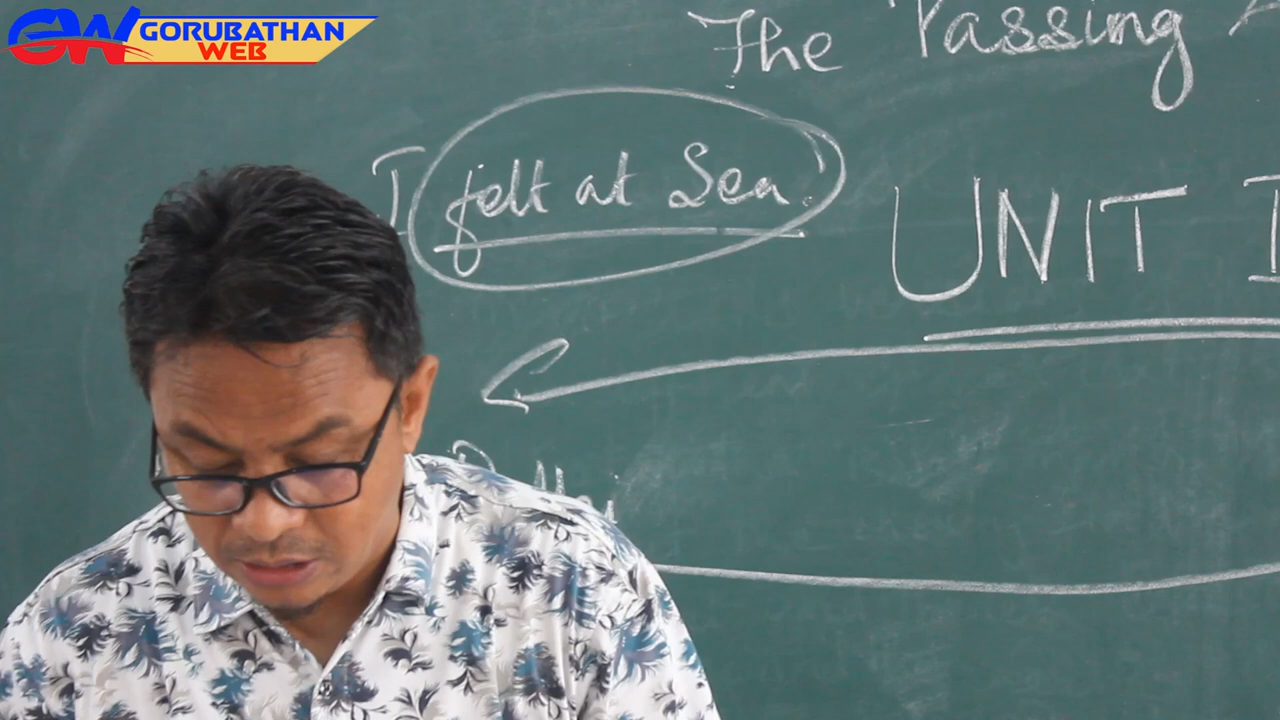 GW GORUBATHAN
WEB
The Passing
I felt at Sea.
UNIT I